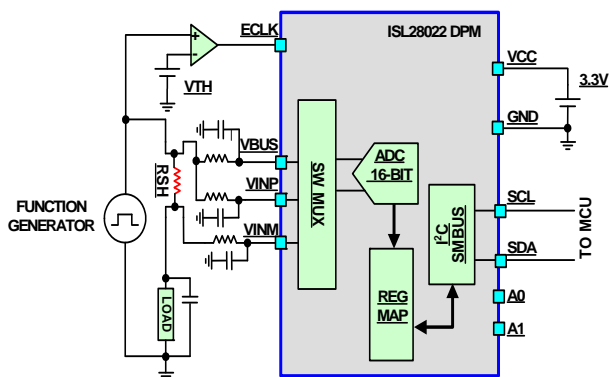 ISL28022 DPM
ECLK
VTH
VCC
3.3V
GND
VBUS
VINP
VINM
SW MUX
ADC
16-BIT
RSH
FUNCTION
GENERATOR
LOAD
REG
MAP
I²C
SMBUS
SCL
SDA
TO MCU
A0
A1
+
-